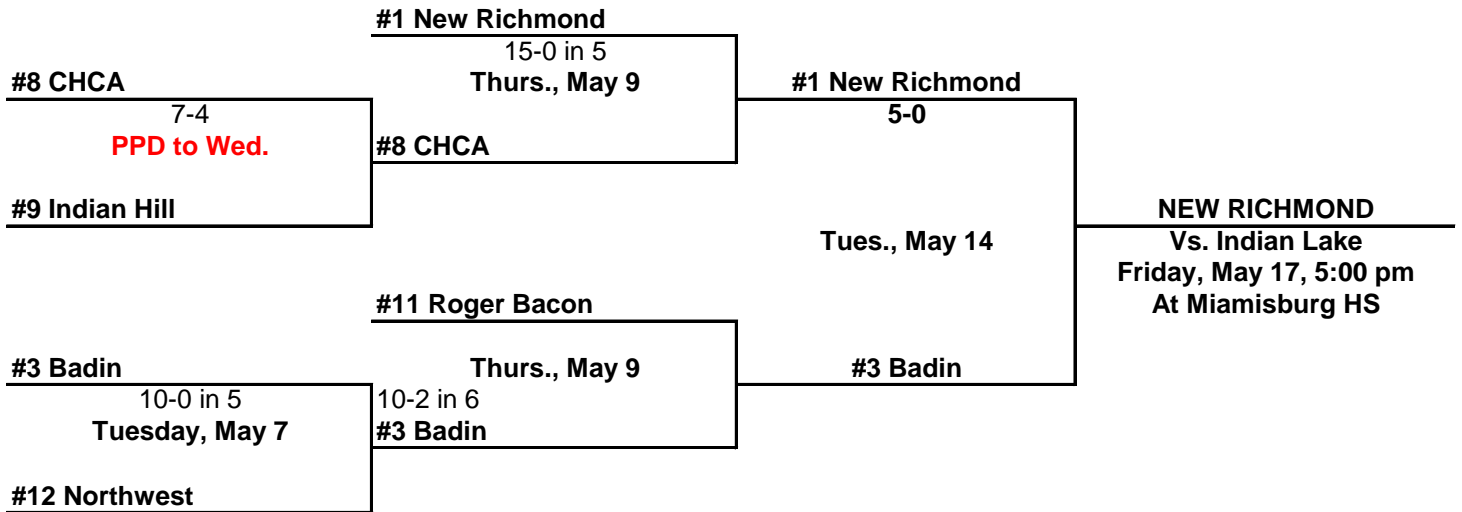 #1 New Richmond
15-0 in 5
#8 CHCA
Thurs., May 9
#1 New Richmond
7-4
5-0
PPD to Wed.
#8 CHCA
#9 Indian Hill
NEW RICHMOND
Tues., May 14
Vs. Indian Lake
Friday, May 17, 5:00 pm
#11 Roger Bacon
At Miamisburg HS
#3 Badin
Thurs., May 9
#3 Badin
10-0 in 5
10-2 in 6
Tuesday, May 7
#3 Badin
#12 Northwest